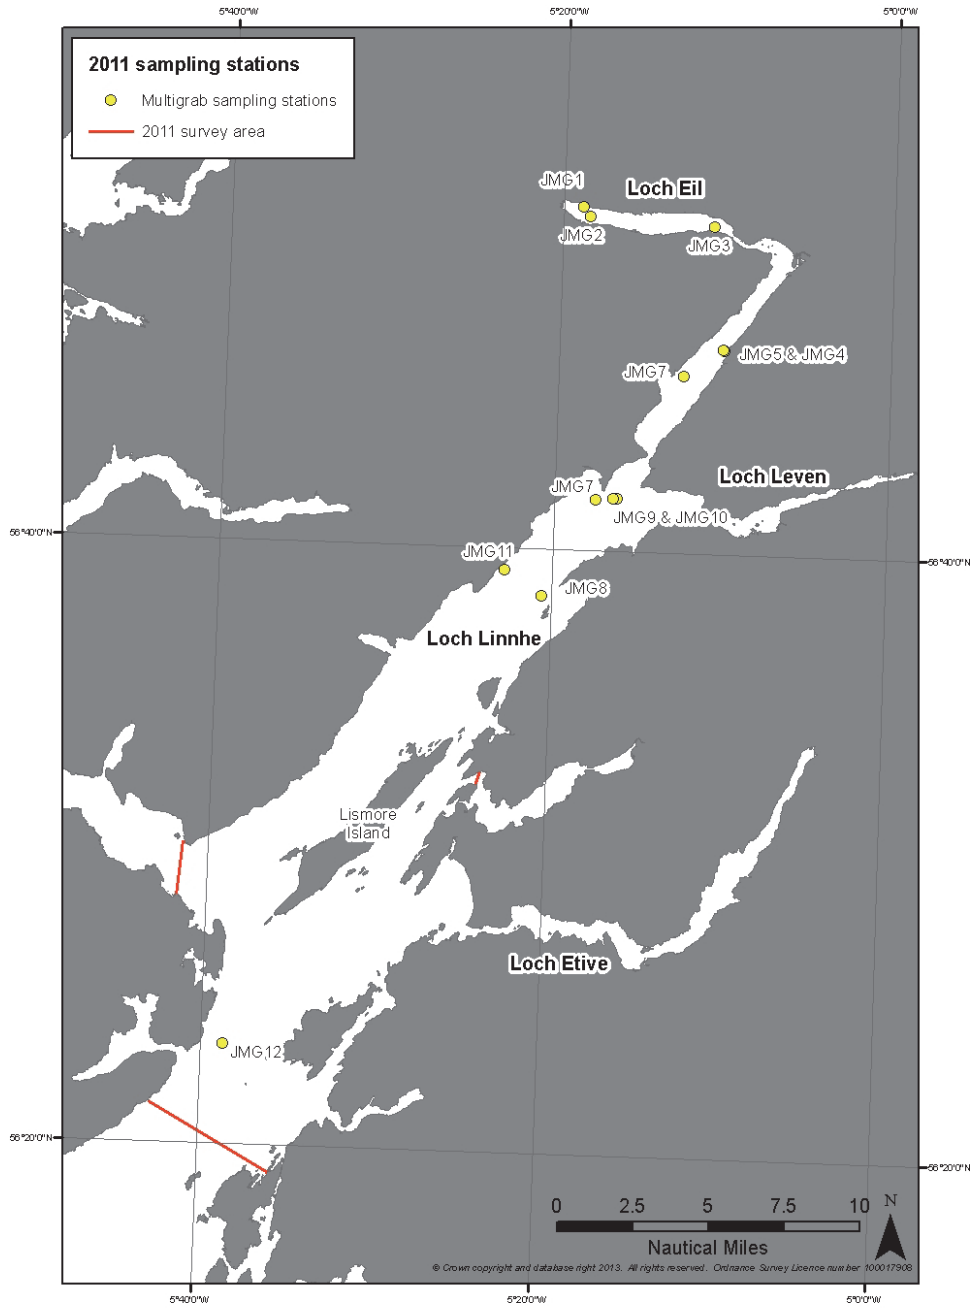 5°40'0"W 5°20'0"W 5°0'0"W
2011 sampling stations
Multigrab sampling stations
2011 survey area
JMG1
Loch Eil
JMG2
JMG3
JMG5 & JMG4
JMG7
Loch Leven
JMG7
JMG9 & JMG10
56°40'0"N
JMG11
56°40'0"N
JMG8
Loch Linnhe
Lismore
Island
Loch Etive
JMG12
56°20'0"N
56°20'0"N
0 2.5 5 7.5 10 N
Nautical Miles
© Crown copyright and database right 2013. All rights reserved. Ordnance Survey Licence number 100017908
5°40'0"W 5°20'0"W 5°0'0"W